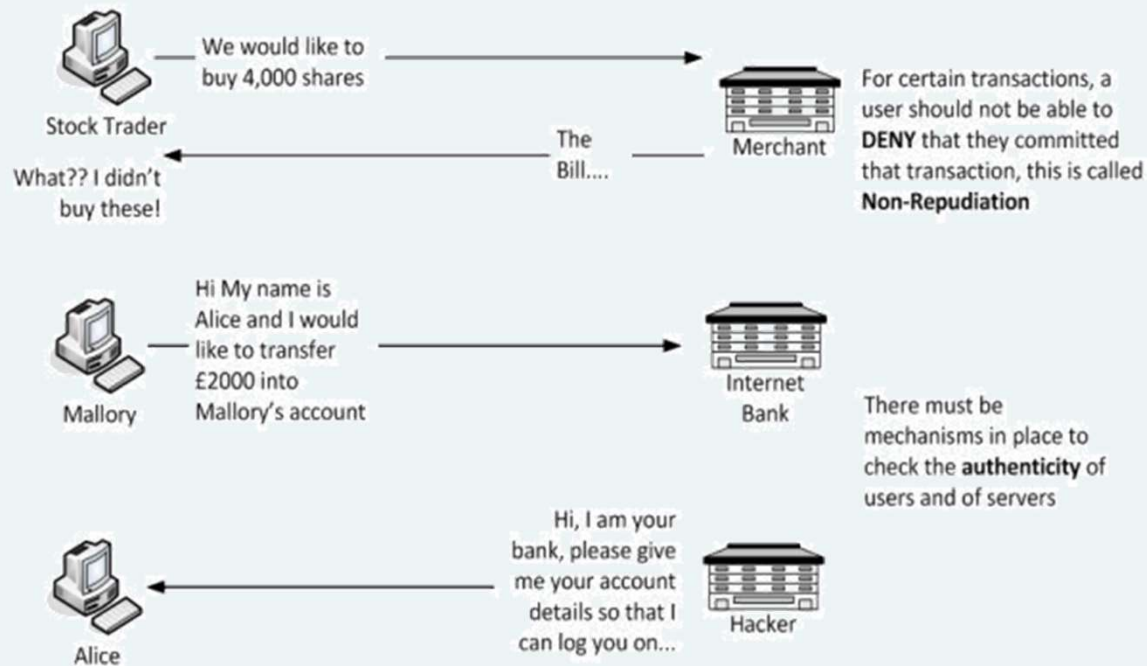 We would like to
buy 4,000 shares
Stock Trader
What?? I didn't
buy these!
The
Bill....
Merchant
For certain transactions, a
user should not be able to
DENY that they committed
that transaction, this is called
Non-Repudiation
Hi My name is
Alice and I would
like to transfer
£2000 into
Mallory's account
Mallory
Internet
Bank
There must be
mechanisms in place to
check the authenticity of
users and of servers
Hi, I am your
bank, please give
me your account
details so that I
can log you on...
Hacker
Alice